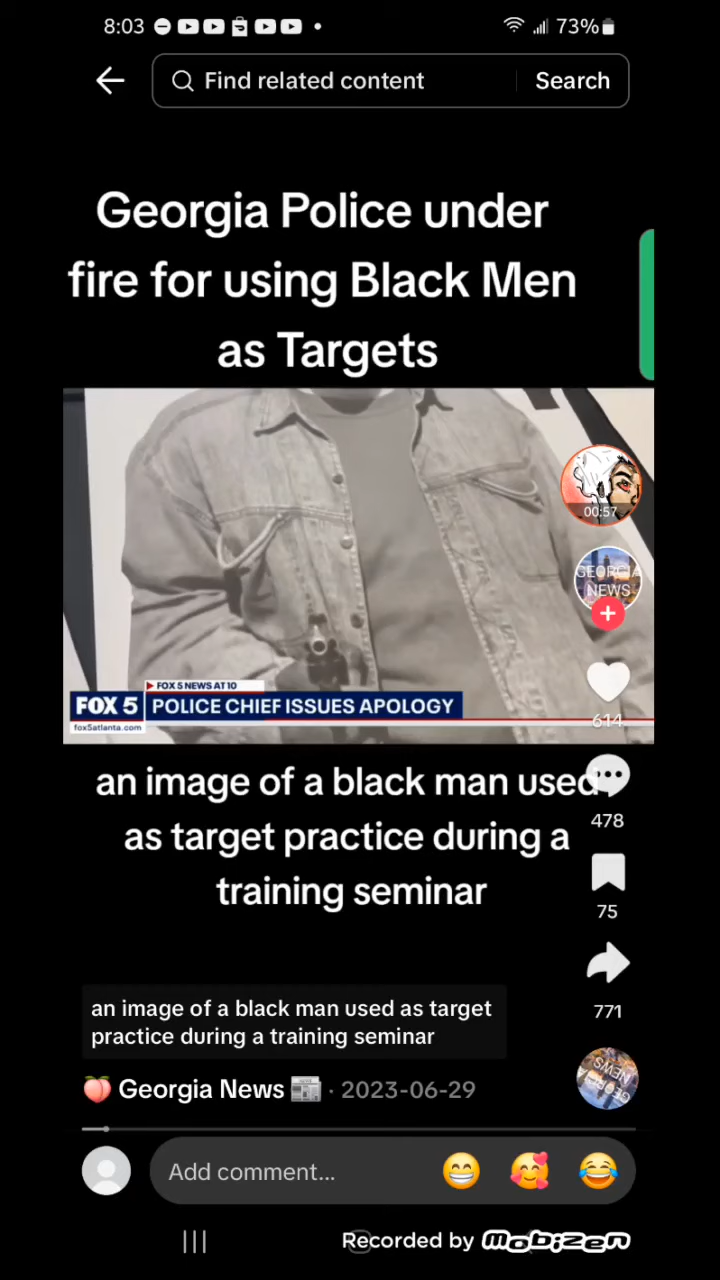 8:03
73%
Find related content
Search
Georgia Police under
fire for using Black Men
as Targets
00:57
GEORGIA
NEWS
FOX 5 NEWS AT 10
FOX 5
POLICE CHIEF ISSUES APOLOGY
fox5atlanta.com
614
an image of a black man used
as target practice during a
training seminar
478
75
771
an image of a black man used as target
practice during a training seminar
Georgia News · 2023-06-29
GEORGIA
NEWS
Add comment...
Recorded by mobizen